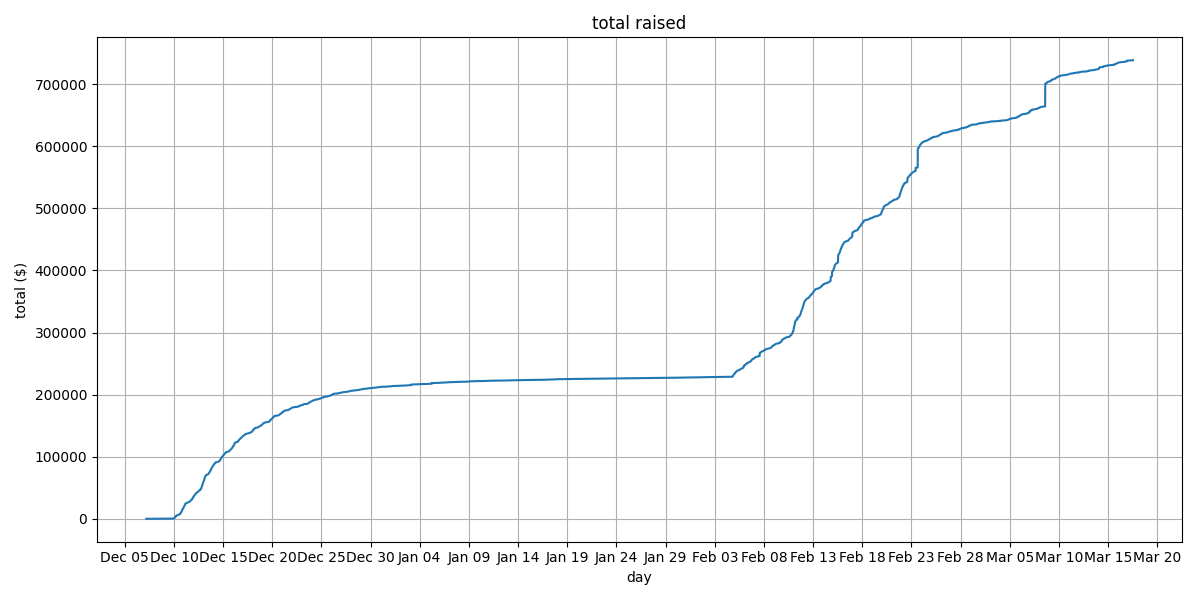 total raised
total ($)
700000
600000
500000
400000
300000
200000
100000
0
Dec 05 Dec 10 Dec 15 Dec 20 Dec 25 Dec 30 Jan 04 Jan 09 Jan 14 Jan 19 Jan 24 Jan 29 Feb 03 Feb 08 Feb 13 Feb 18 Feb 23 Feb 28 Mar 05 Mar 10 Mar 15 Mar 20
day